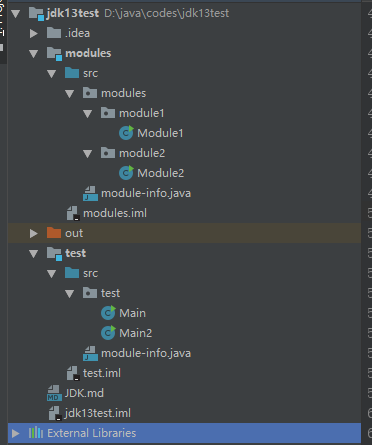 jdk13test D:\java\codes\jdk13test
.idea
modules
src
modules
module1
Module1
module2
Module2
module-info.java
modules.iml
out
test
src
test
Main
Main2
module-info.java
test.iml
JDK.md
jdk13test.iml
External Libraries